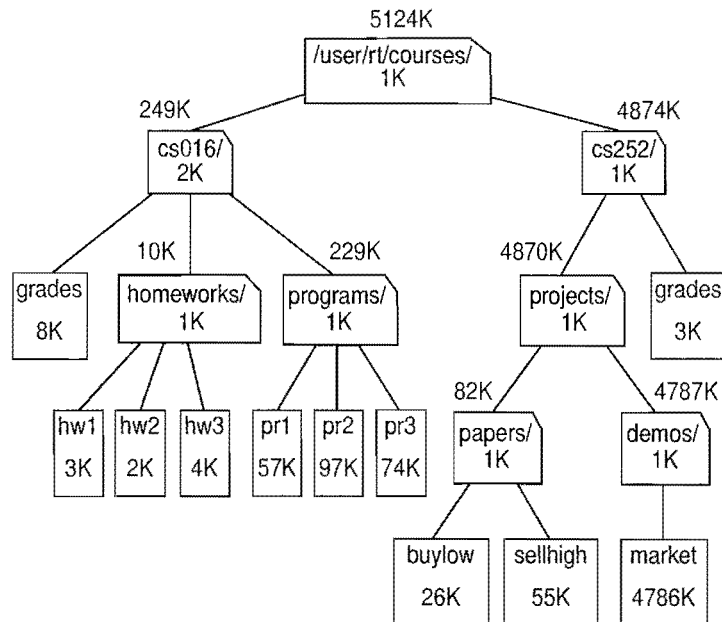 5124K
/user/rt/courses/
1K
249K
4874K
cs016/
2K
cs252/
1K
10K
229K
4870K
grades
8K
homeworks/
1K
programs/
1K
projects/
1K
grades
3K
82K
4787K
hw1
3K
hw2
2K
hw3
4K
pr1
57K
pr2
97K
pr3
74K
papers/
1K
demos/
1K
buylow
26K
sellhigh
55K
market
4786K